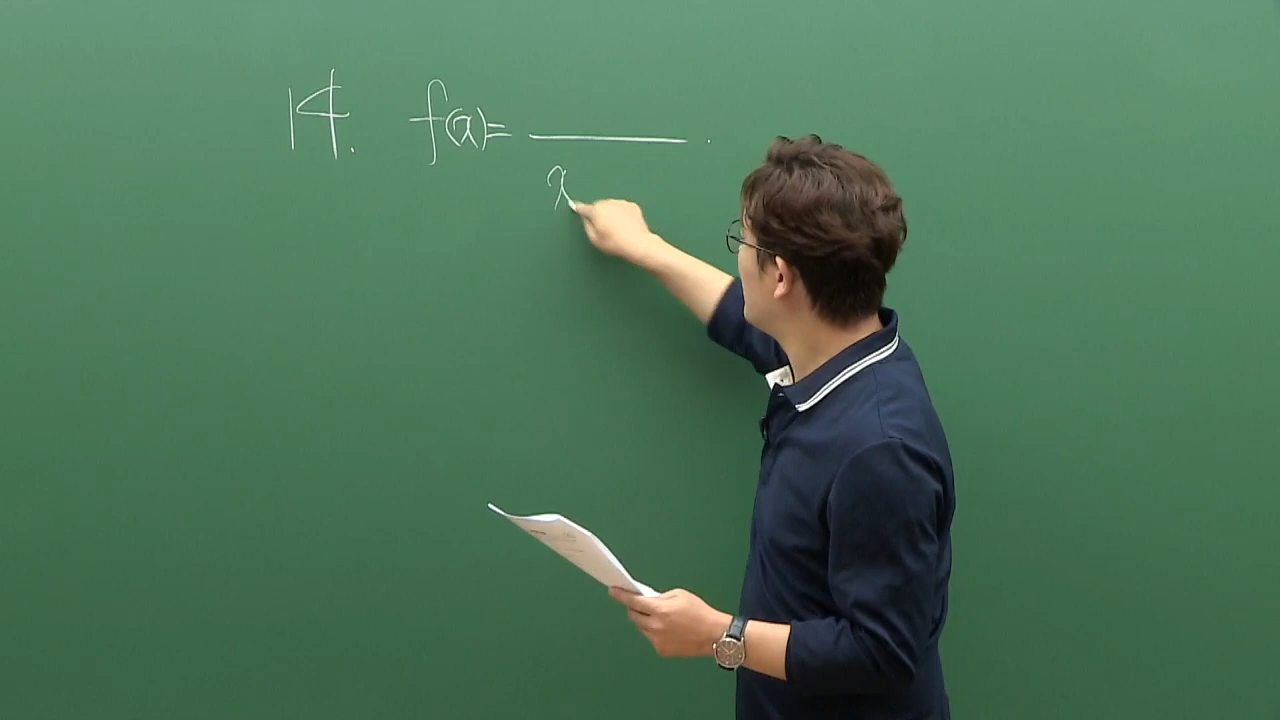 14. f(x)= ―――― .
x